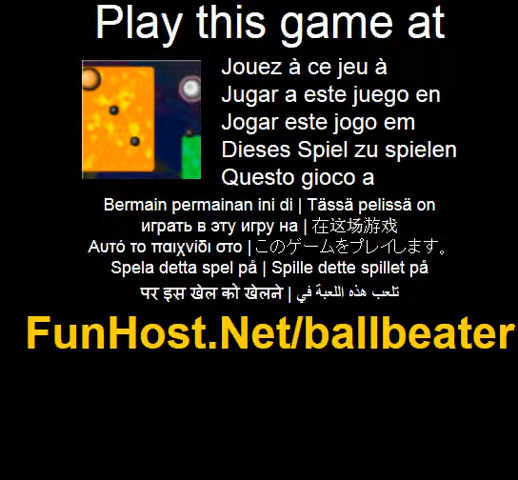 Play this game at
Jouez à ce jeu à
Jugar a este juego en
Jogar este jogo em
Dieses Spiel zu spielen
Questo gioco a
Bermain permainan ini di | Tässä pelissä on
играть в эту игру на | 在这场游戏
Αυτό το παιχνίδι στο | このゲームをプレイします。
Spela detta spel på | Spille dette spillet på
पर इस खेल को खेलने | تلعب هذه اللعبة في
FunHost.Net/ballbeater